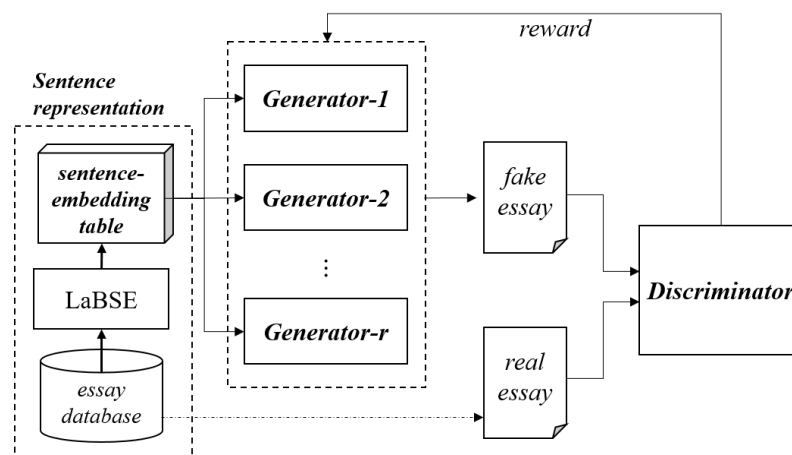 reward
Sentence
representation
Generator-1
sentence-
embedding
table
Generator-2
fake
essay
LaBSE
⋮
Discriminator
Generator-r
essay
database
real
essay